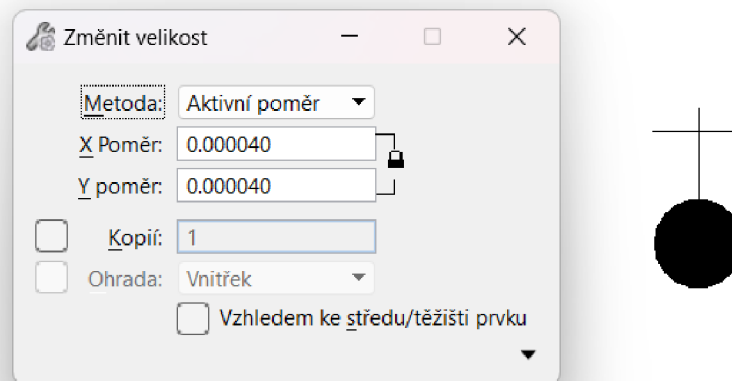 Změnit velikost
Metoda: Aktivní poměr
X Poměr: 0.000040
Y poměr: 0.000040
Kopií: 1
Ohrada: Vnitřek
Vzhledem ke středu/těžišti prvku